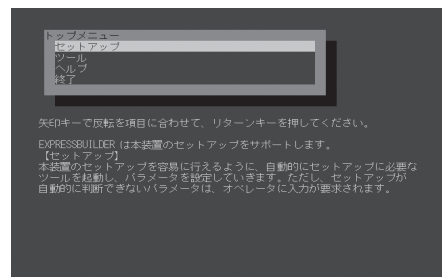 トップメニュー
セットアップ
ツール
ヘルプ
終了
矢印キーで反転を項目に合わせて、リターンキーを押してください。
EXPRESSBUILDER は本装置のセットアップをサポートします。
【セットアップ】
本装置のセットアップを容易に行えるように、自動的にセットアップに必要な
ツールを起動し、パラメータを設定していきます。ただし、セットアップが
自動的に判断できないパラメータは、オペレータに入力が要求されます。